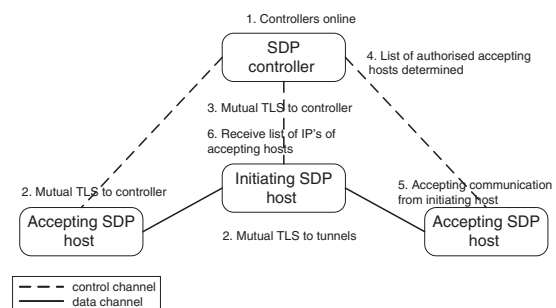 1. Controllers online
SDP
controller
4. List of authorised accepting
hosts determined
3. Mutual TLS to controller
6. Receive list of IP's of
accepting hosts
2. Mutual TLS to controller
Initiating SDP
host
5. Accepting communication
from initiating host
Accepting SDP
host
2. Mutual TLS to tunnels
Accepting SDP
host
control channel
data channel